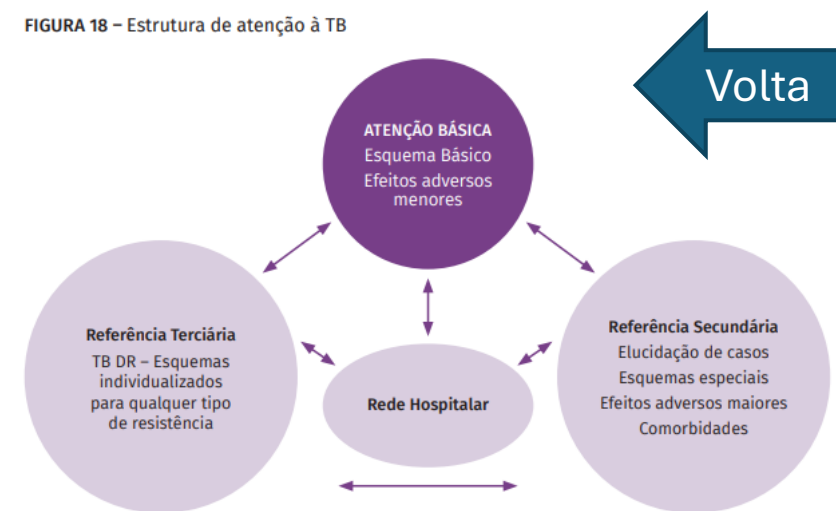 FIGURA 18 – Estrutura de atenção à TB
Volta
ATENÇÃO BÁSICA
Esquema Básico
Efeitos adversos
menores
Referência Terciária
TB DR – Esquemas
individualizados
para qualquer tipo
de resistência
Rede Hospitalar
Referência Secundária
Elucidação de casos
Esquemas especiais
Efeitos adversos maiores
Comorbidades